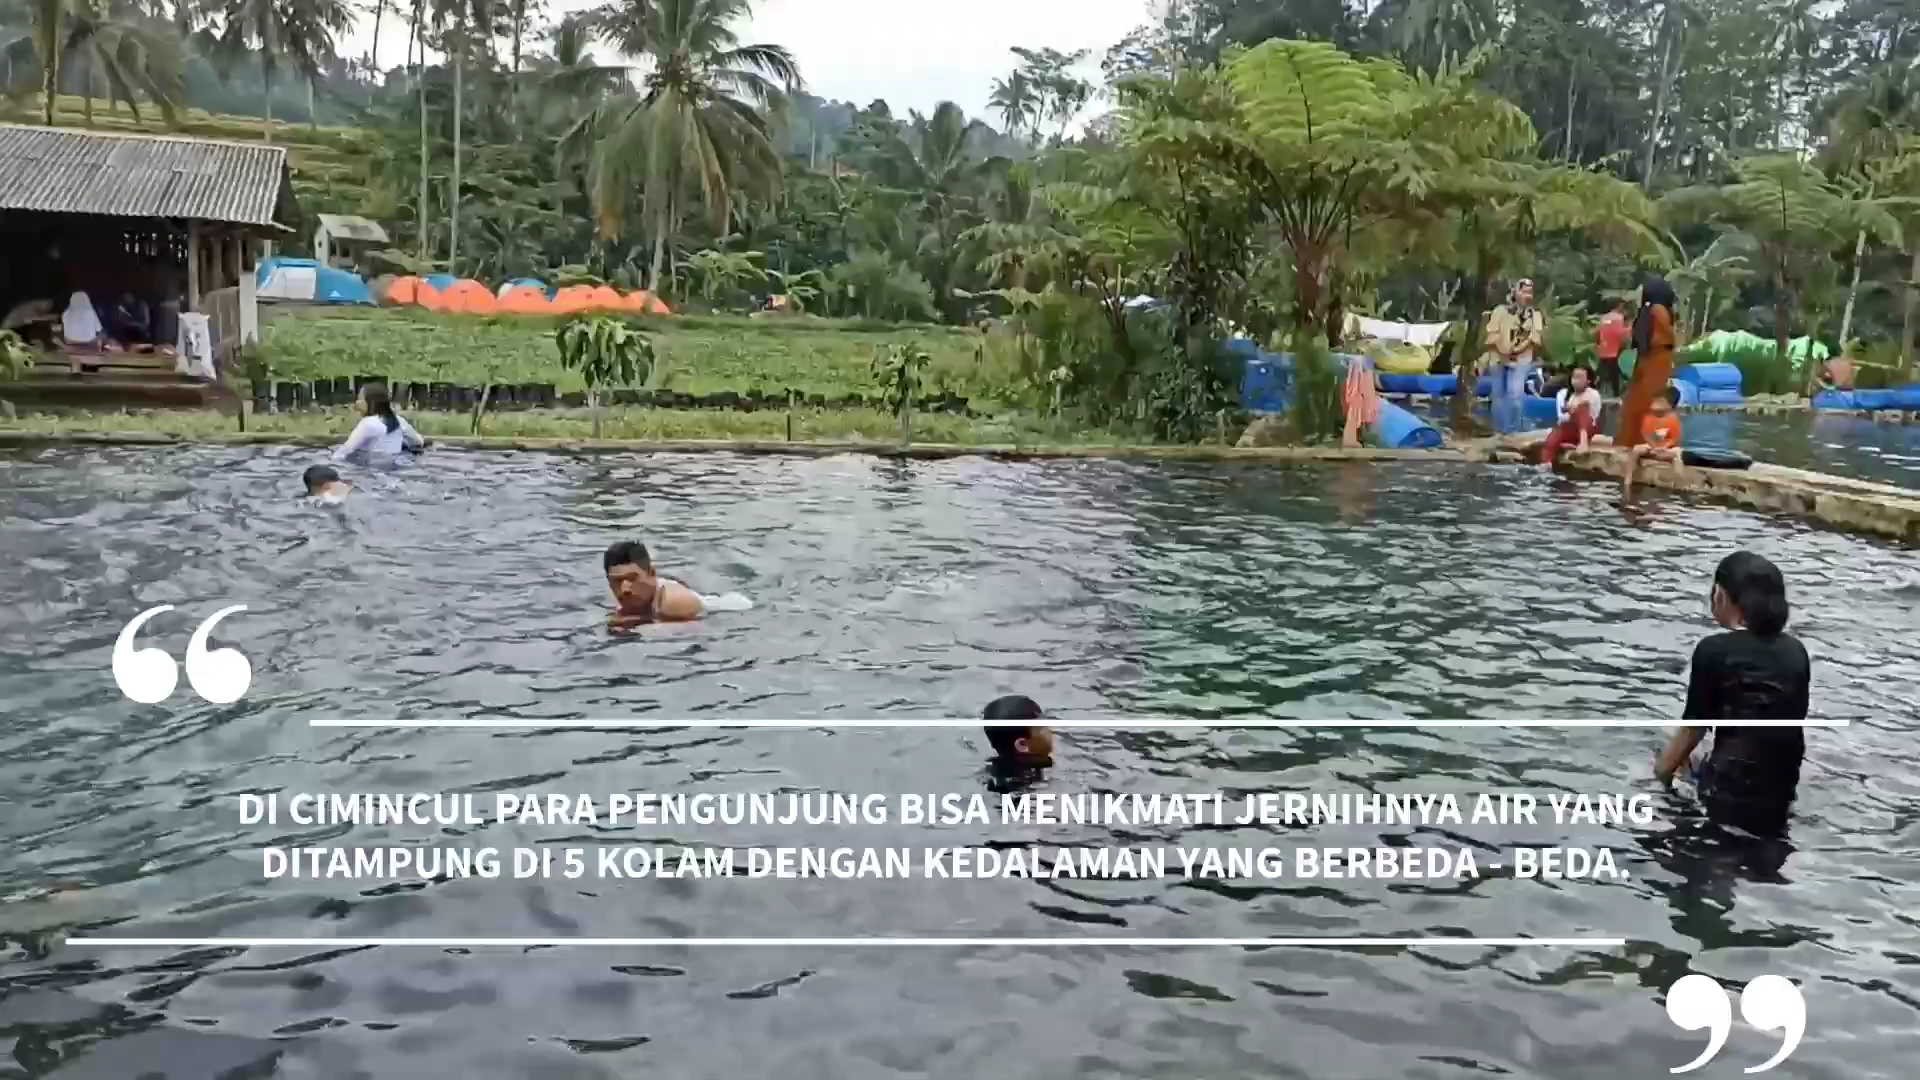 “
DI CIMINCUL PARA PENGUNJUNG BISA MENIKMATI JERNIHNYA AIR YANG
DITAMPUNG DI 5 KOLAM DENGAN KEDALAMAN YANG BERBEDA - BEDA.
”